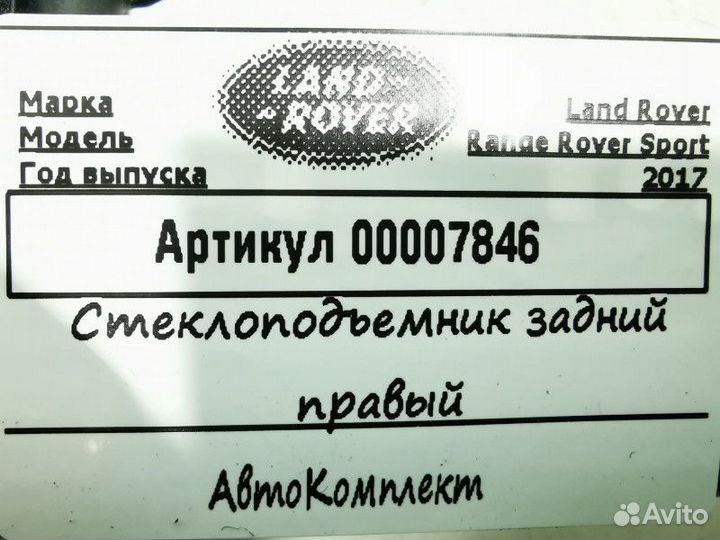 LAND-
-ROVER
Марка Land Rover
Модель Range Rover Sport
Год выпуска 2017
Артикул 00007846
Стеклоподъемник задний
правый
АвтоКомплект
Avito